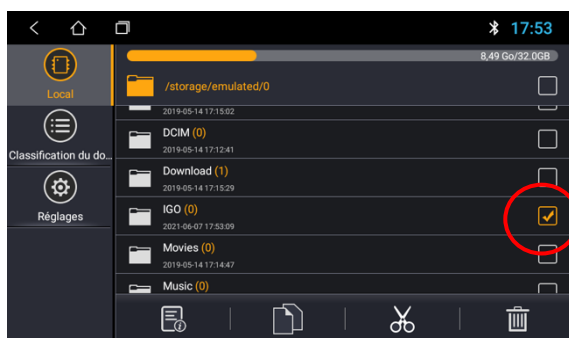 17:53
8,49 Go/32.0GB
Local
/storage/emulated/0
2019-05-14 17:15:02
Classification du do...
DCIM (0)
2019-05-14 17:12:41
Download (1)
2019-05-14 17:15:29
Réglages
IGO (0)
2021-06-07 17:53:09
Movies (0)
2019-05-14 17:14:47
Music (0)